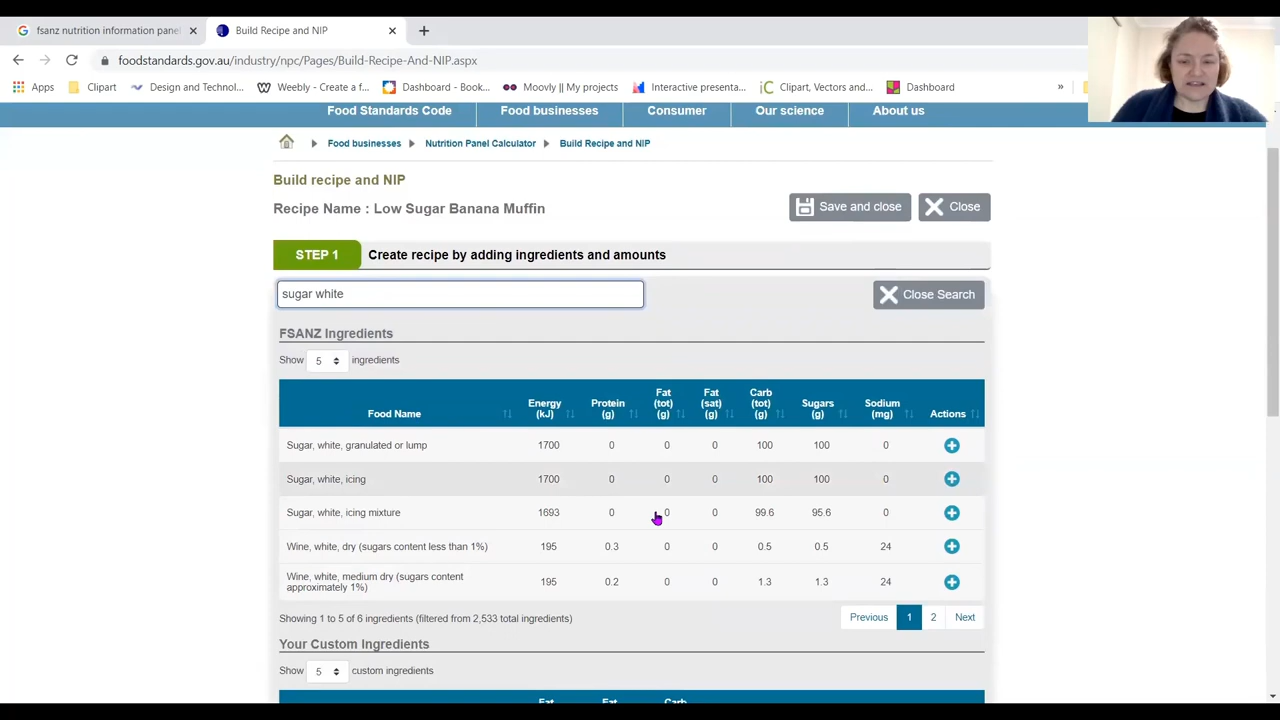 fsanz nutrition information panel
Build Recipe and NIP
foodstandards.gov.au/industry/npc/Pages/Build-Recipe-And-NIP.aspx
Apps Clipart Design and Technol... Weebly - Create a f... Dashboard - Book... Moovly || My projects Interactive presenta... Clipart, Vectors and... Dashboard »
Food Standards Code Food businesses Consumer Our science About us
Food businesses Nutrition Panel Calculator Build Recipe and NIP
Build recipe and NIP
Recipe Name : Low Sugar Banana Muffin Save and close Close
STEP 1 Create recipe by adding ingredients and amounts
sugar white Close Search
FSANZ Ingredients
Show 5 ingredients
Food Name Energy (kJ) Protein (g) Fat (tot) (g) Fat (sat) (g) Carb (tot) (g) Sugars (g) Sodium (mg) Actions
Sugar, white, granulated or lump 1700 0 0 0 100 100 0
Sugar, white, icing 1700 0 0 0 100 100 0
Sugar, white, icing mixture 1693 0 0 0 99.6 95.6 0
Wine, white, dry (sugars content less than 1%) 195 0.3 0 0 0.5 0.5 24
Wine, white, medium dry (sugars content approximately 1%) 195 0.2 0 0 1.3 1.3 24
Showing 1 to 5 of 6 ingredients (filtered from 2,533 total ingredients) Previous 1 2 Next
Your Custom Ingredients
Show 5 custom ingredients
Fat Fat Carb